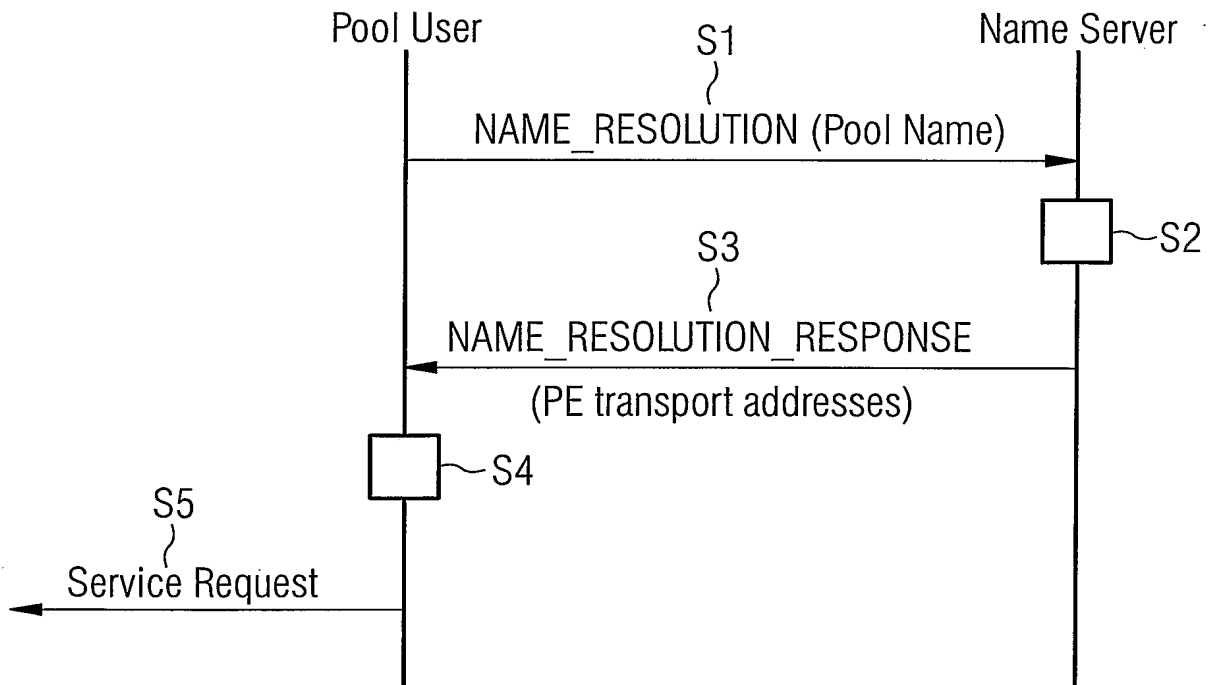 Pool User
Name Server
S1
NAME_RESOLUTION (Pool Name)
S2
S3
NAME_RESOLUTION_RESPONSE
(PE transport addresses)
S4
S5
Service Request